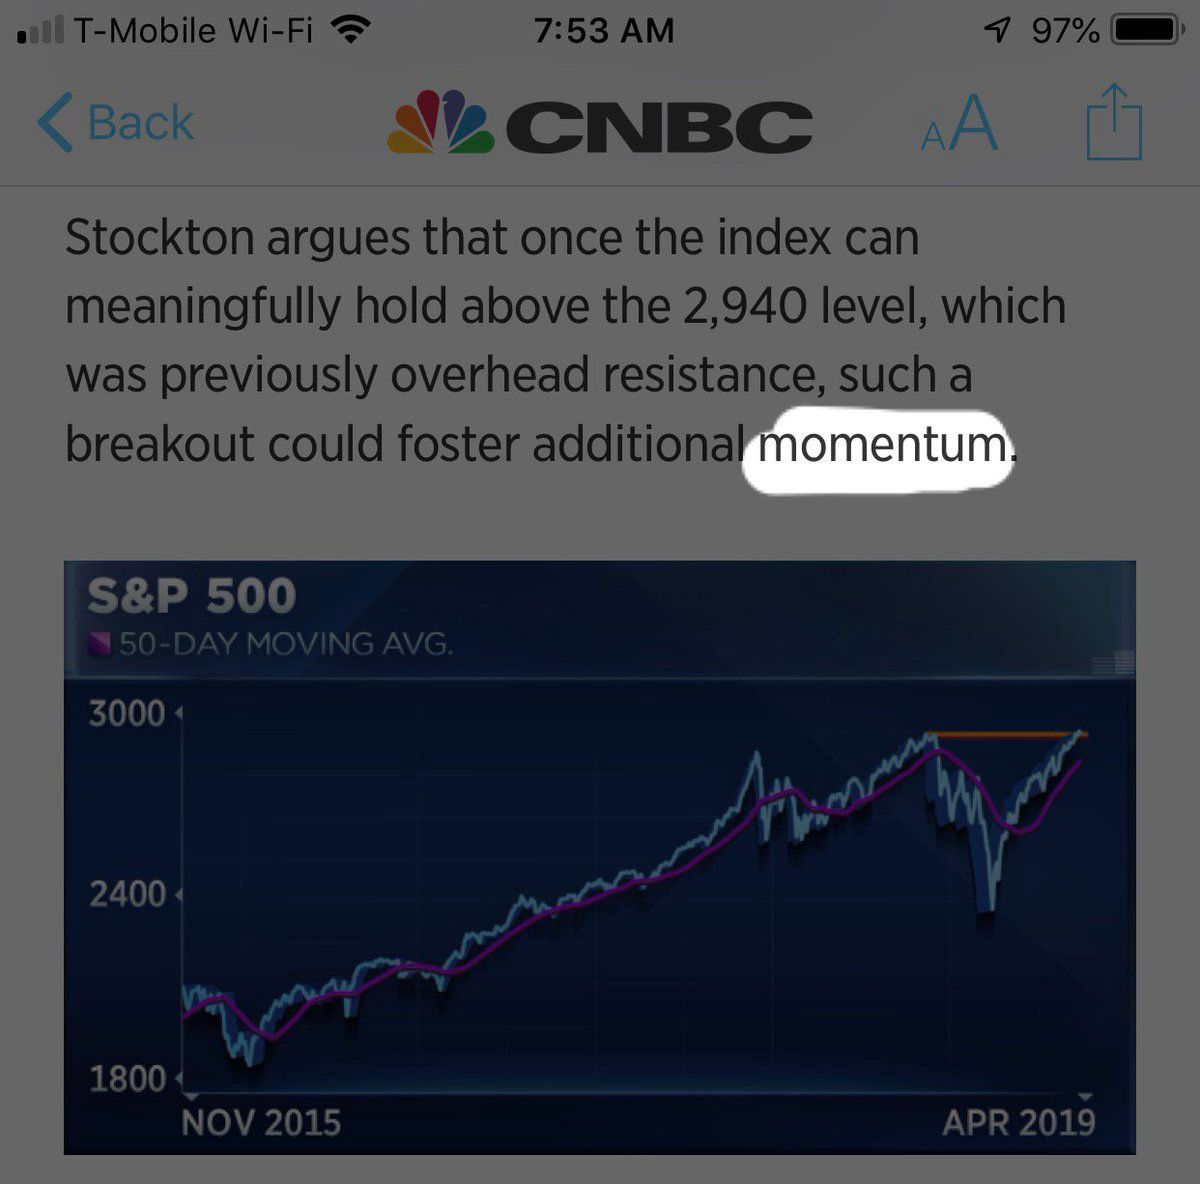 T-Mobile Wi-Fi 7:53 AM 97%
Back CNBC AA
Stockton argues that once the index can
meaningfully hold above the 2,940 level, which
was previously overhead resistance, such a
breakout could foster additional momentum.
S&P 500
50-DAY MOVING AVG.
3000
2400
1800
NOV 2015 APR 2019